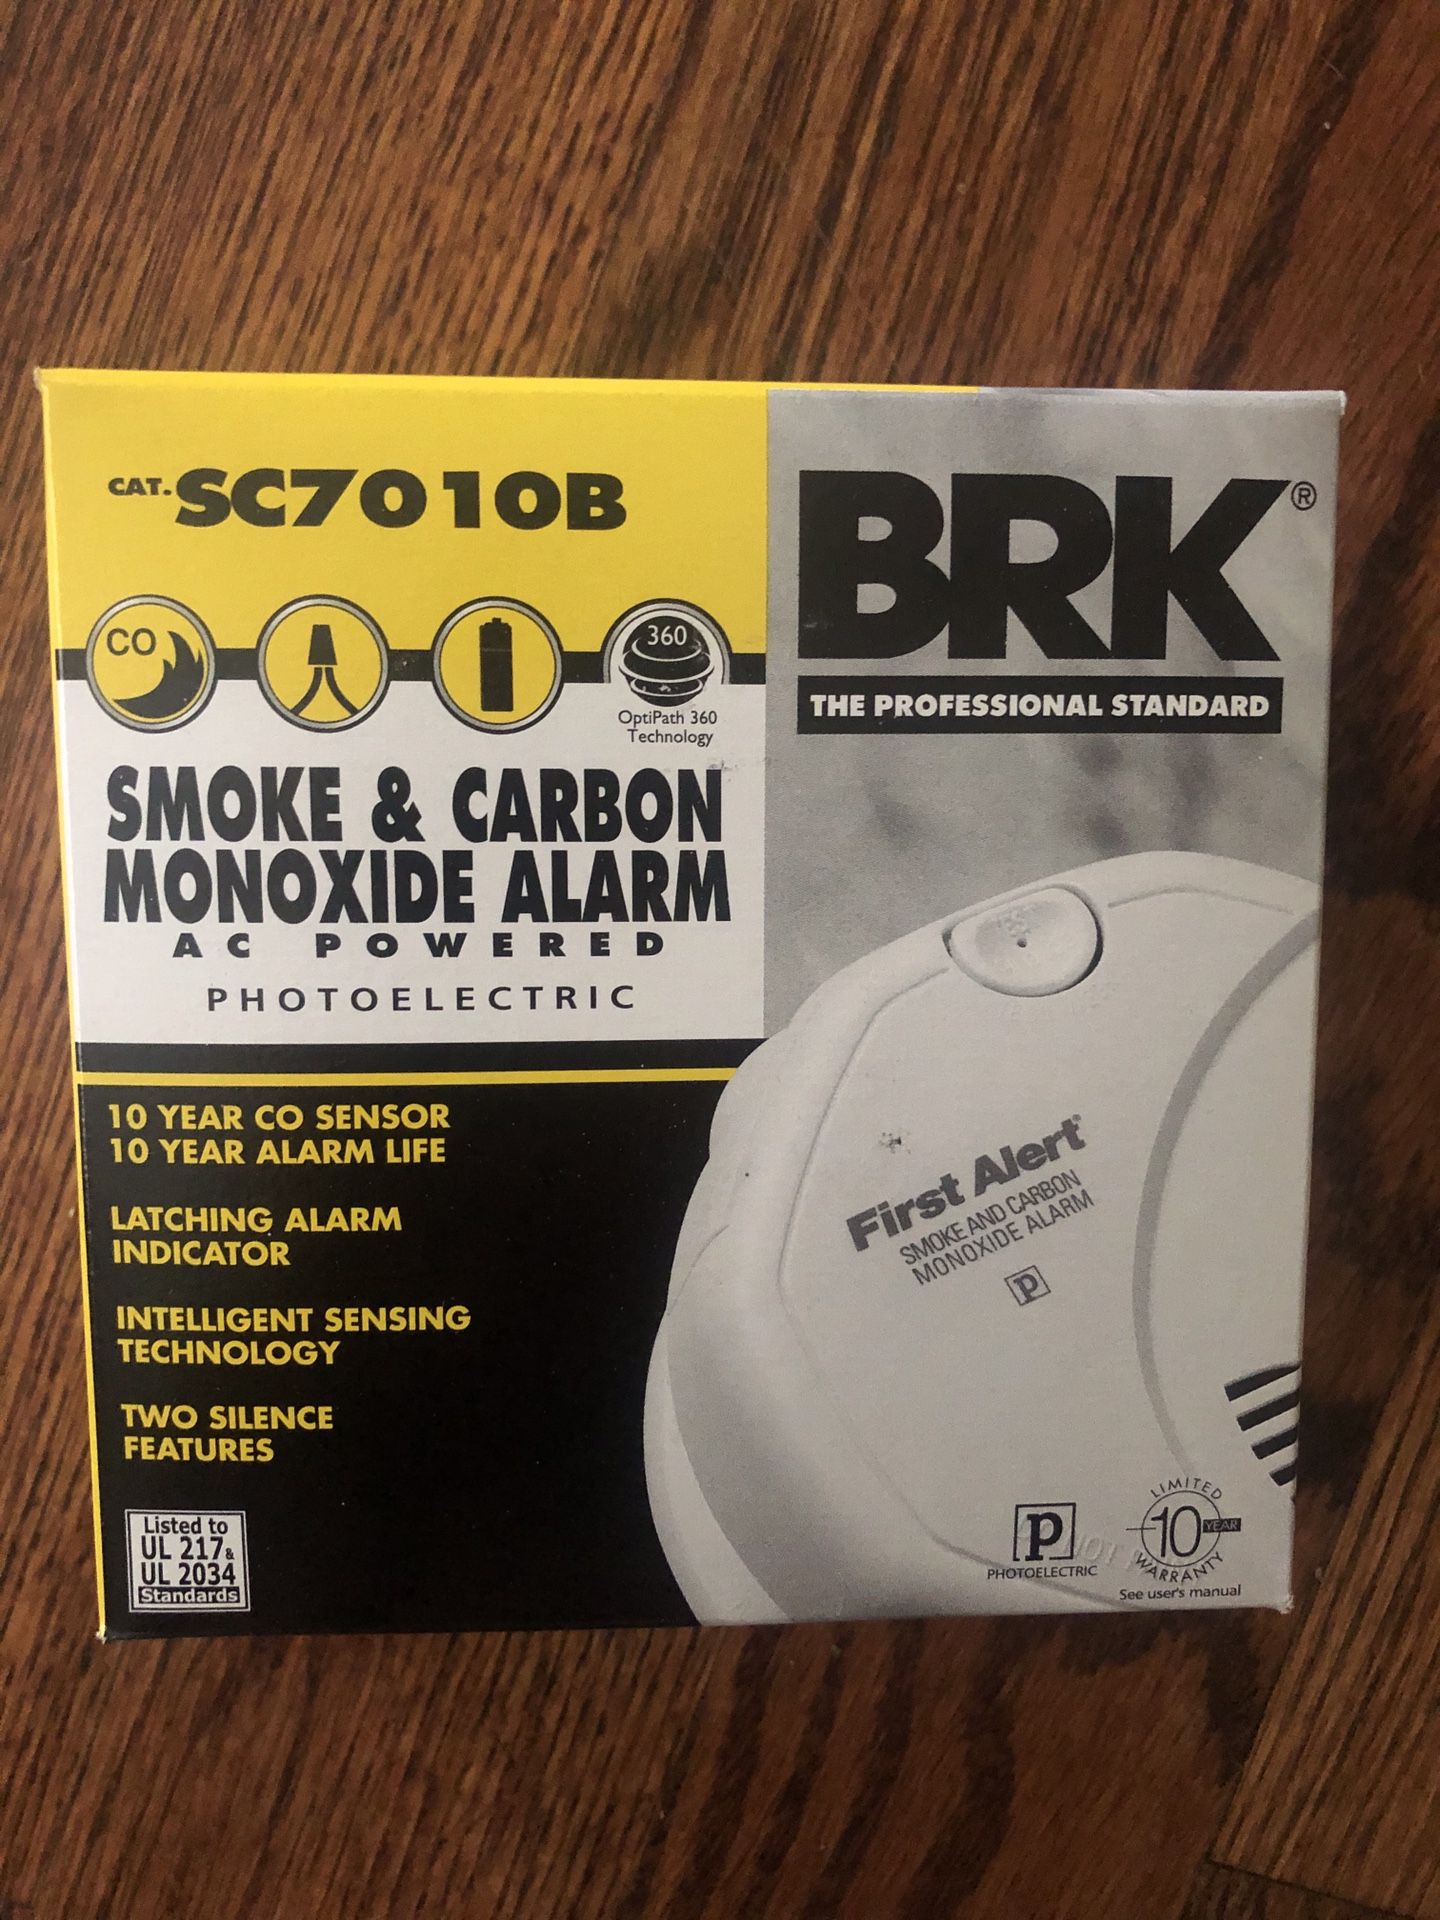 CAT. SC7010B
CO
360
OptiPath 360
Technology
SMOKE & CARBON
MONOXIDE ALARM
AC POWERED
PHOTOELECTRIC
BRK®
THE PROFESSIONAL STANDARD
10 YEAR CO SENSOR
10 YEAR ALARM LIFE
LATCHING ALARM
INDICATOR
INTELLIGENT SENSING
TECHNOLOGY
TWO SILENCE
FEATURES
Listed to
UL 217 &
UL 2034
Standards
First Alert
SMOKE AND CARBON
MONOXIDE ALARM
P
P
PHOTOELECTRIC
LIMITED
10 YEAR
WARRANTY
See user's manual